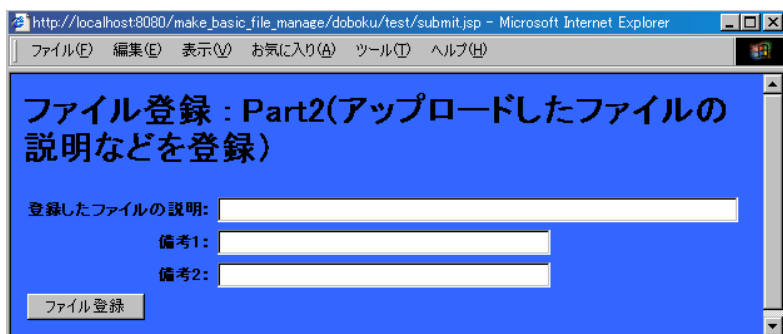 http://localhost:8080/make_basic_file_manage/doboku/test/submit.jsp - Microsoft Internet Explorer
ファイル(F) 編集(E) 表示(V) お気に入り(A) ツール(T) ヘルプ(H)
ファイル登録 : Part2(アップロードしたファイルの
説明などを登録)
登録したファイルの説明:
備考1:
備考2:
ファイル登録